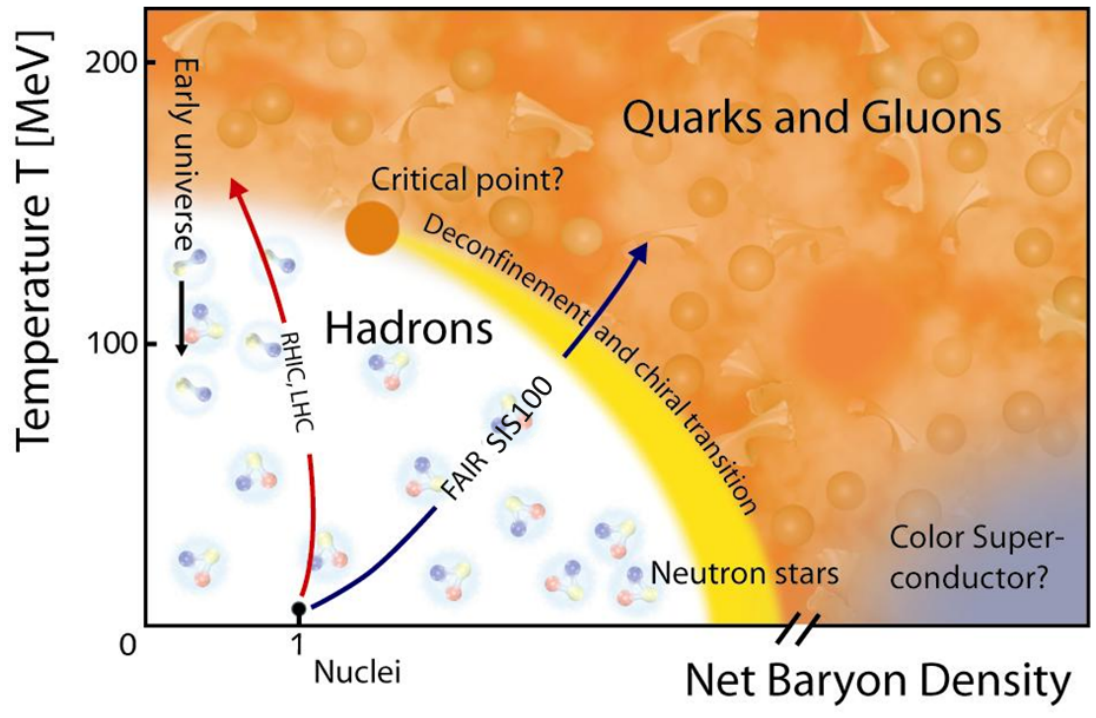 Temperature T [MeV]
200
100
0
Early universe
Quarks and Gluons
Critical point?
Deconfinement and chiral transition
Hadrons
RHIC, LHC
FAIR SIS100
Color Super-
conductor?
Neutron stars
1
Nuclei
Net Baryon Density